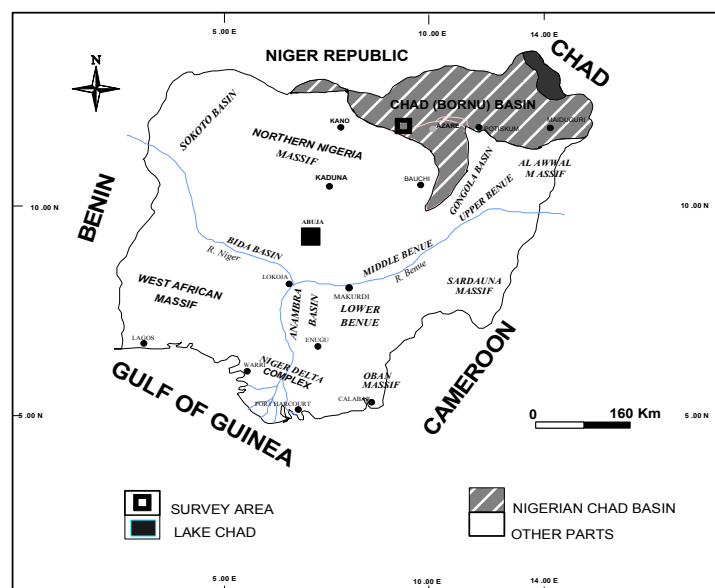 5.00 E
10.00 E
14.00 E
N
NIGER REPUBLIC
CHAD
CHAD (BORNU) BASIN
SOKOTO BASIN
KANO
AZARE
POTISKUM
MAIDUGURI
NORTHERN NIGERIA
MASSIF
GONGOLA BASIN
AL AWWAL
M ASSIF
KADUNA
BAUCHI
UPPER BENUE
10.00 N
10.00 N
BENIN
ABUJA
BIDA BASIN
R. Niger
MIDDLE BENUE
R. Benue
LOKOJA
MAKURDI
SARDAUNA
MASSIF
WEST AFRICAN
MASSIF
ANAMBRA
BASIN
LOWER
BENUE
LAGOS
ENUGU
WARRI
NIGER DELTA
COMPLEX
OBAN
MASSIF
CAMEROON
PORT HARCOURT
CALABAR
GULF OF GUINEA
5.00 N
5.00 N
0
160 Km
SURVEY AREA
LAKE CHAD
NIGERIAN CHAD BASIN
OTHER PARTS
5.00 E
10.00 E
14.00 E